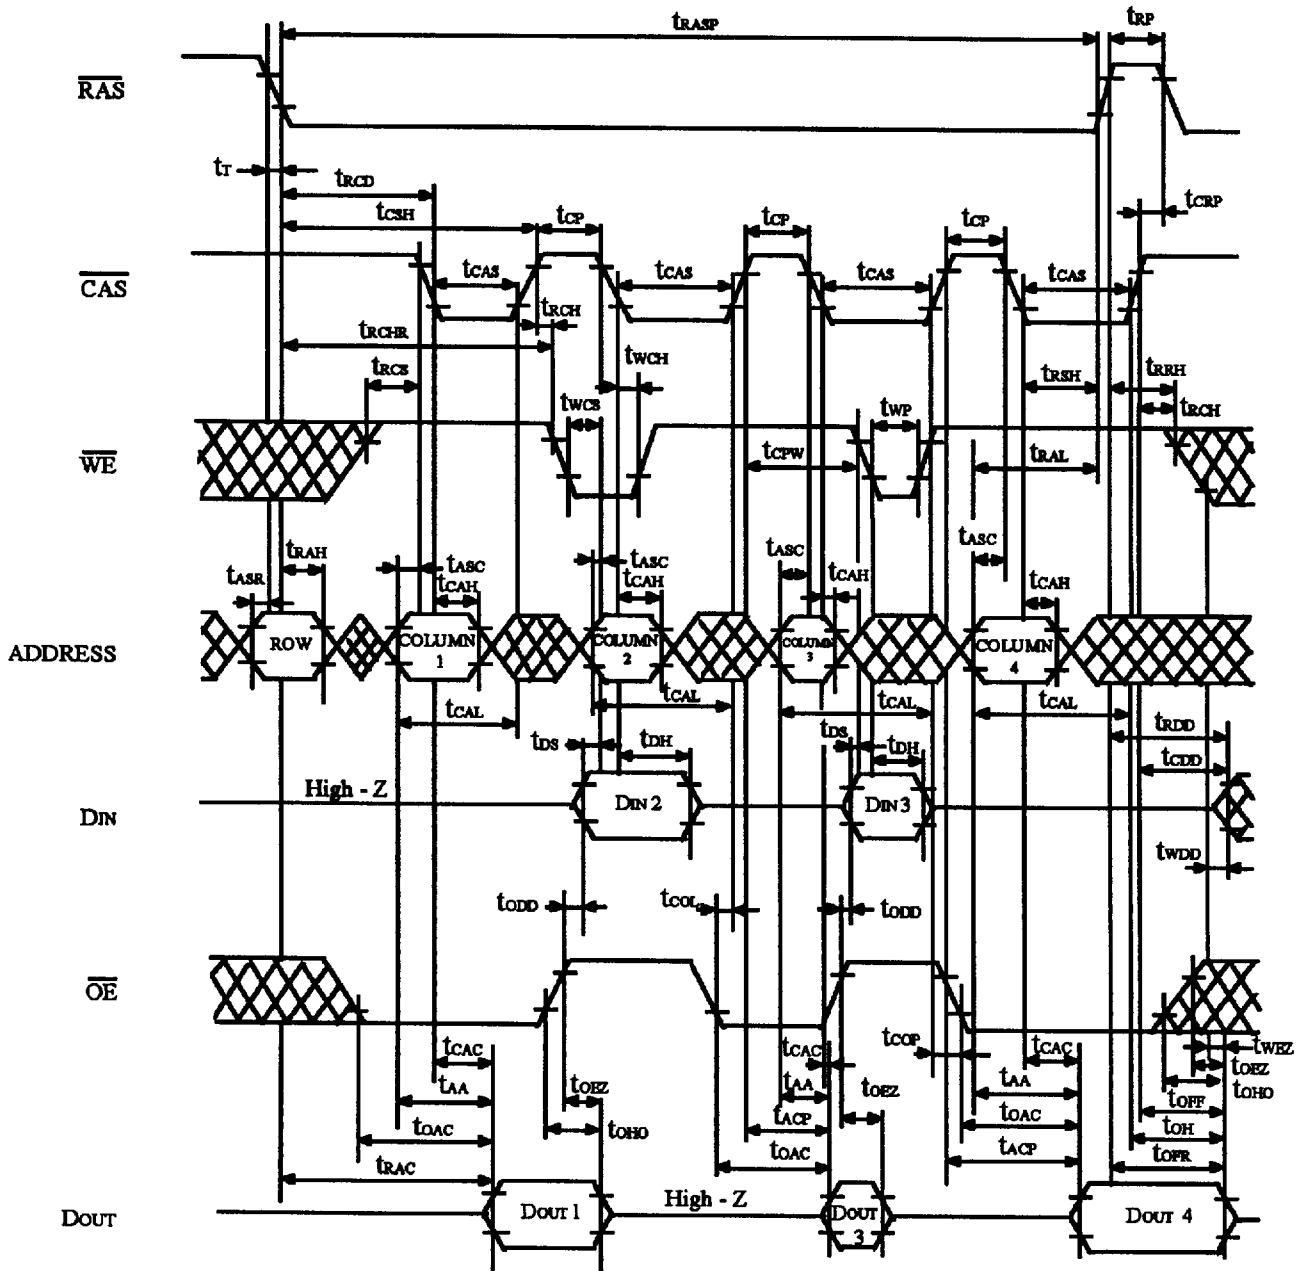 tRASP
tRP
RAS
tT
tRCD
tCSH
tCP
tCP
tCP
tCRP
CAS
tCAS
tCAS
tCAS
tCAS
tRCH
tRCHR
tWCH
tRCS
tRSH
tRRH
tWCS
tWP
tRCH
WE
tCPW
tRAL
tRAH
tASC
tASC
tASC
tASC
tASR
tCAH
tCAH
tCAH
tCAH
ADDRESS
ROW
COLUMN 1
COLUMN 2
COLUMN 3
COLUMN 4
tCAL
tCAL
tCAL
tCAL
tRDD
tDS
tDH
tDS
tDH
tCDD
High - Z
DIN
DIN 2
DIN 3
tWDD
tODD
tCOL
tODD
OE
tCOP
tCAC
tCAC
tCAC
tWEZ
tAA
tOEZ
tAA
tOEZ
tAA
tOEZ
tOHO
tOAC
tOHO
tACP
tOAC
tOFF
tOAC
tACP
tOH
tRAC
tOFR
High - Z
DOUT
DOUT 1
DOUT 3
DOUT 4